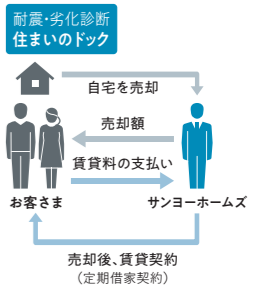 耐震・劣化診断
住まいのドック
自宅を売却
売却額
賃貸料の支払い
お客さま
サンヨーホームズ
売却後、賃貸契約
（定期借家契約）